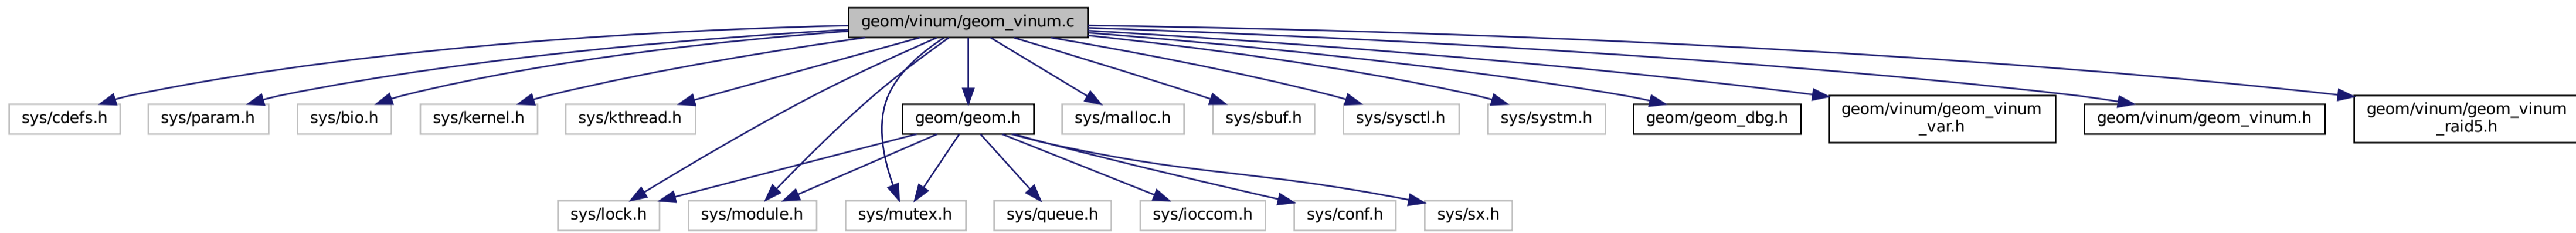 geom/vinum/geom_vinum.c
sys/cdefs.h
sys/param.h
sys/bio.h
sys/kernel.h
sys/kthread.h
geom/geom.h
sys/malloc.h
sys/sbuf.h
sys/sysctl.h
sys/systm.h
geom/geom_dbg.h
geom/vinum/geom_vinum
_var.h
geom/vinum/geom_vinum.h
geom/vinum/geom_vinum
_raid5.h
sys/lock.h
sys/module.h
sys/mutex.h
sys/queue.h
sys/ioccom.h
sys/conf.h
sys/sx.h